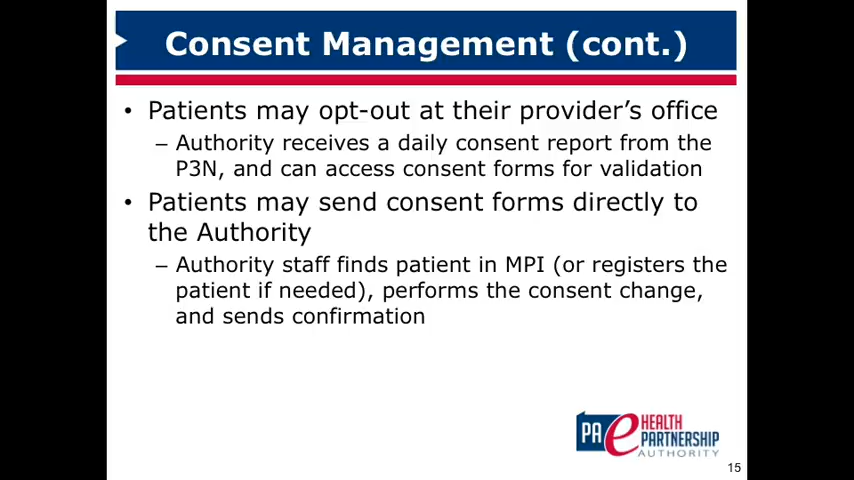 Consent Management (cont.)
• Patients may opt-out at their provider's office
– Authority receives a daily consent report from the
P3N, and can access consent forms for validation
• Patients may send consent forms directly to
the Authority
– Authority staff finds patient in MPI (or registers the
patient if needed), performs the consent change,
and sends confirmation
PA e HEALTH
PARTNERSHIP
AUTHORITY
15